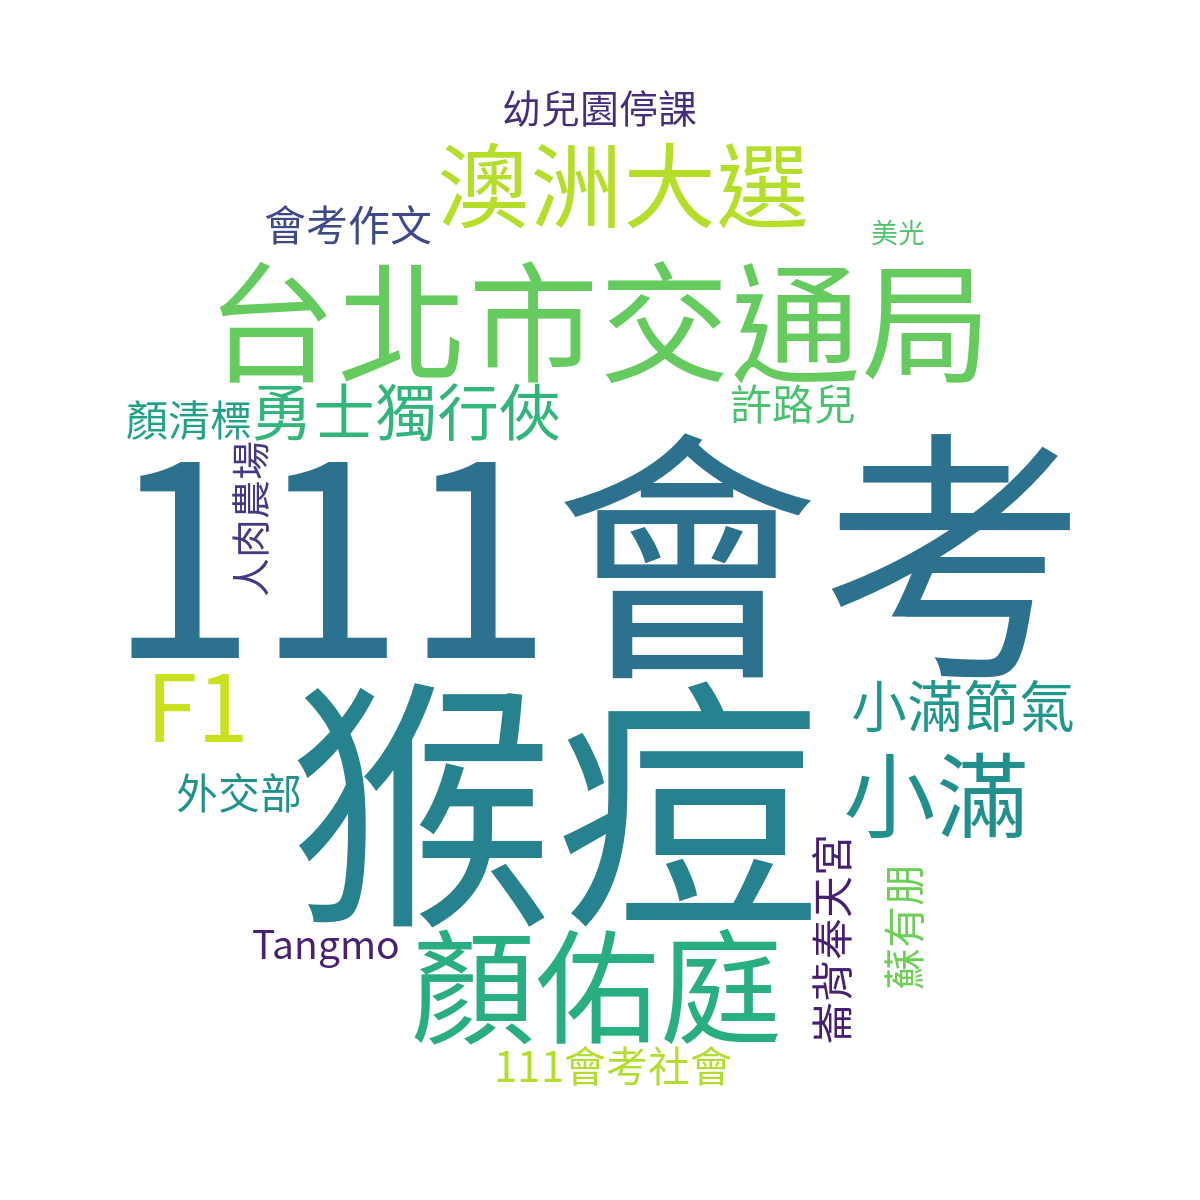 幼兒園停課
澳洲大選
會考作文
美光
台北市交通局
顏清標
勇士獨行俠
許路兒
人肉農場
111會考
F1
猴痘
小滿節氣
外交部
小滿
崙背奉天宮
蘇有朋
Tangmo
顏佑庭
111會考社會